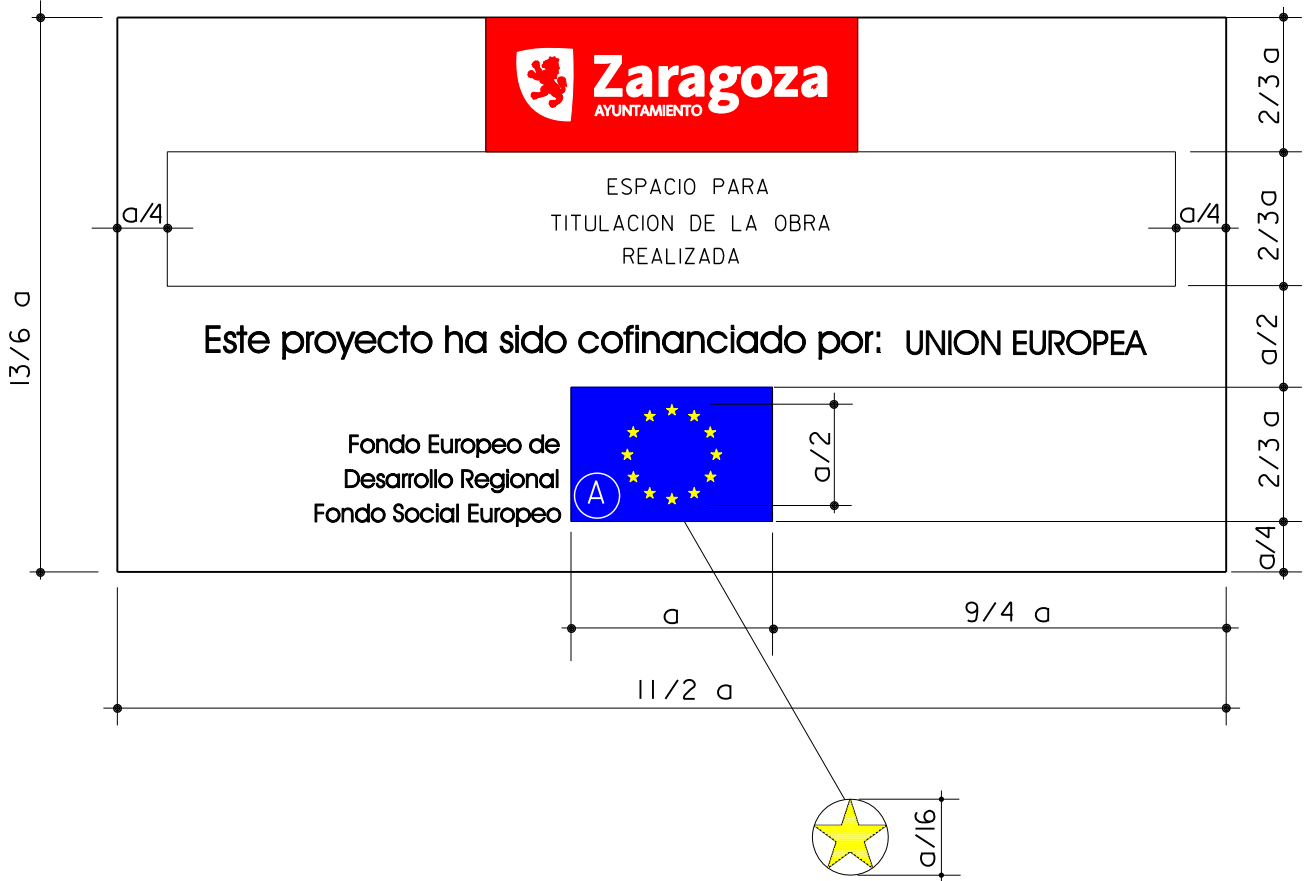 Zaragoza
AYUNTAMIENTO
2/3 a
ESPACIO PARA
TITULACION DE LA OBRA
REALIZADA
a/4
a/4
2/3a
13/6 a
Este proyecto ha sido cofinanciado por: UNION EUROPEA
a/2
Fondo Europeo de
Desarrollo Regional
Fondo Social Europeo
A
a/2
2/3 a
a/4
a
9/4 a
11/2 a
a/16